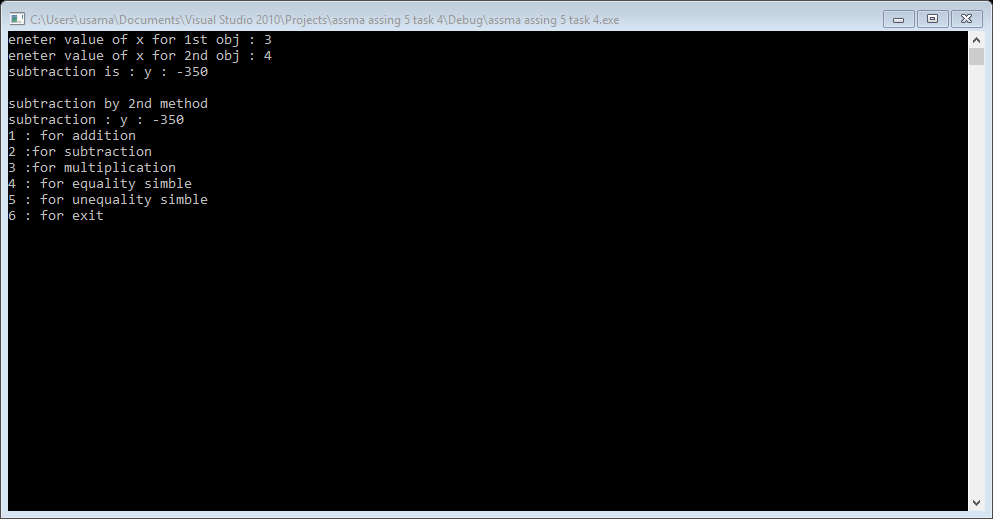 C:\Users\usama\Documents\Visual Studio 2010\Projects\assma assing 5 task 4\Debug\assma assing 5 task 4.exe
eneter value of x for 1st obj : 3
eneter value of x for 2nd obj : 4
subtraction is : y : -350
subtraction by 2nd method
subtraction : y : -350
1 : for addition
2 :for subtraction
3 :for multiplication
4 : for equality simble
5 : for unequality simble
6 : for exit